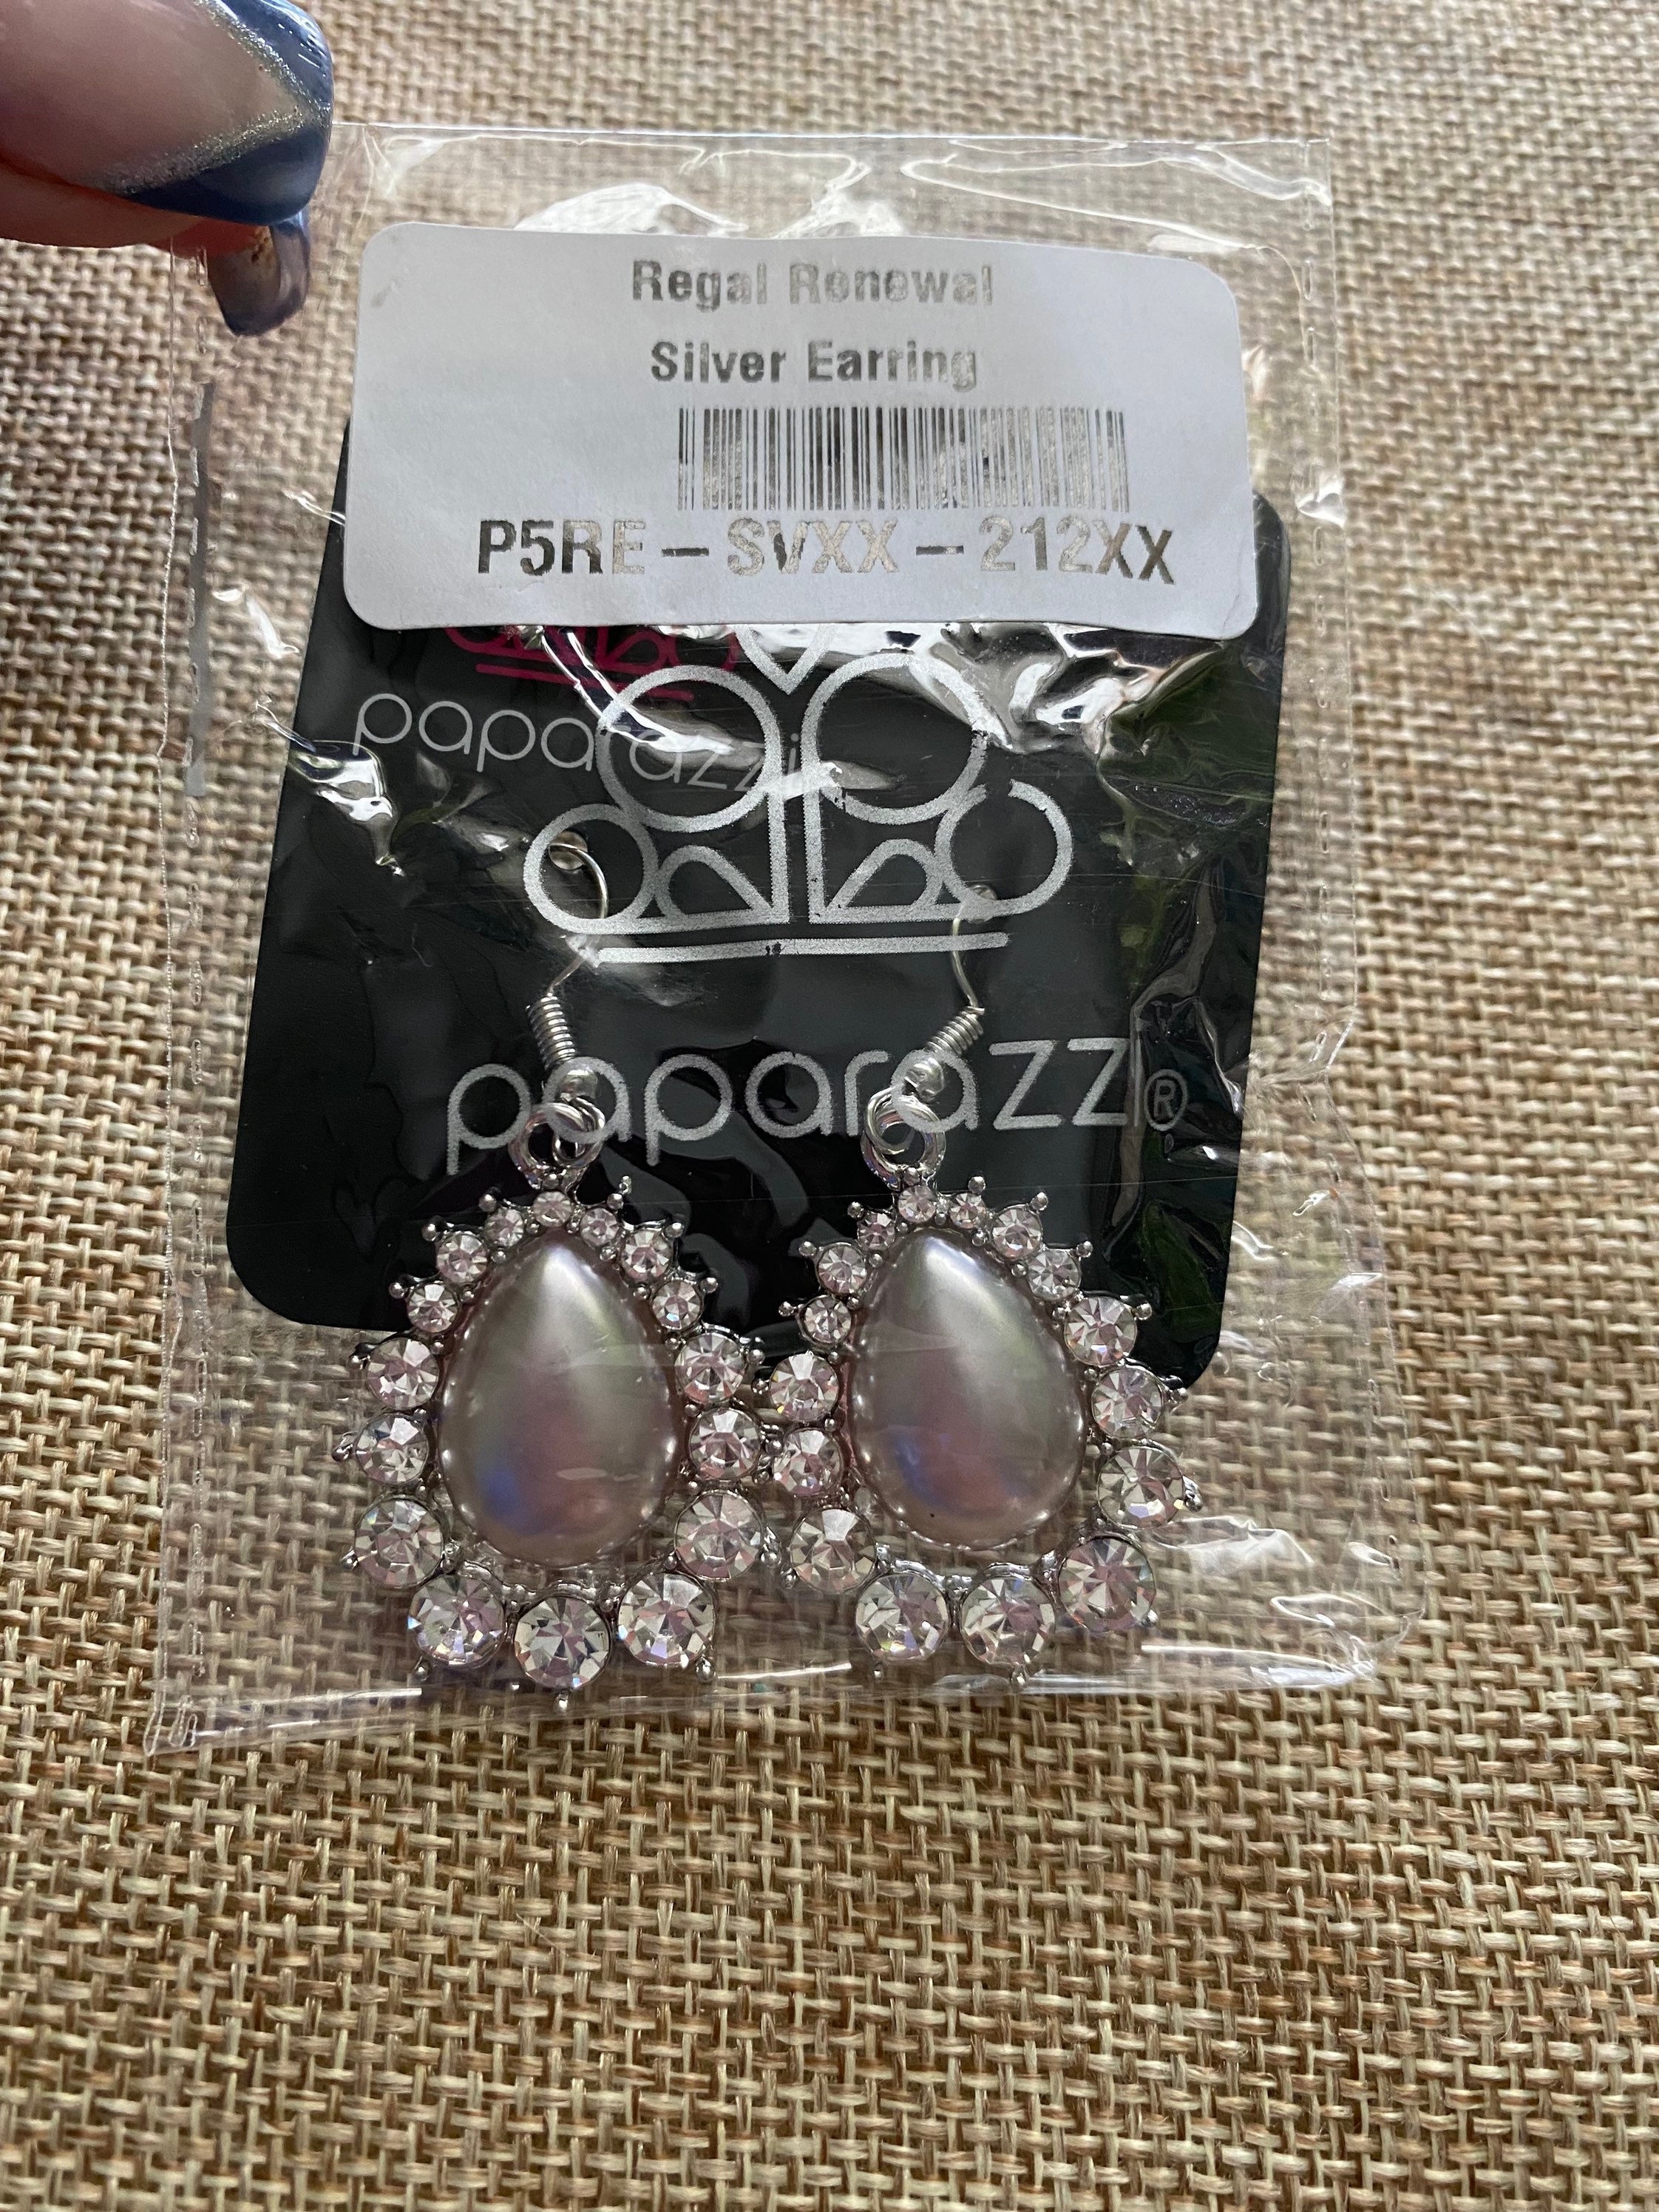 Regal Renewal
Silver Earring
P5RE-SVXX-212XX
paparazzi
paparazzi®